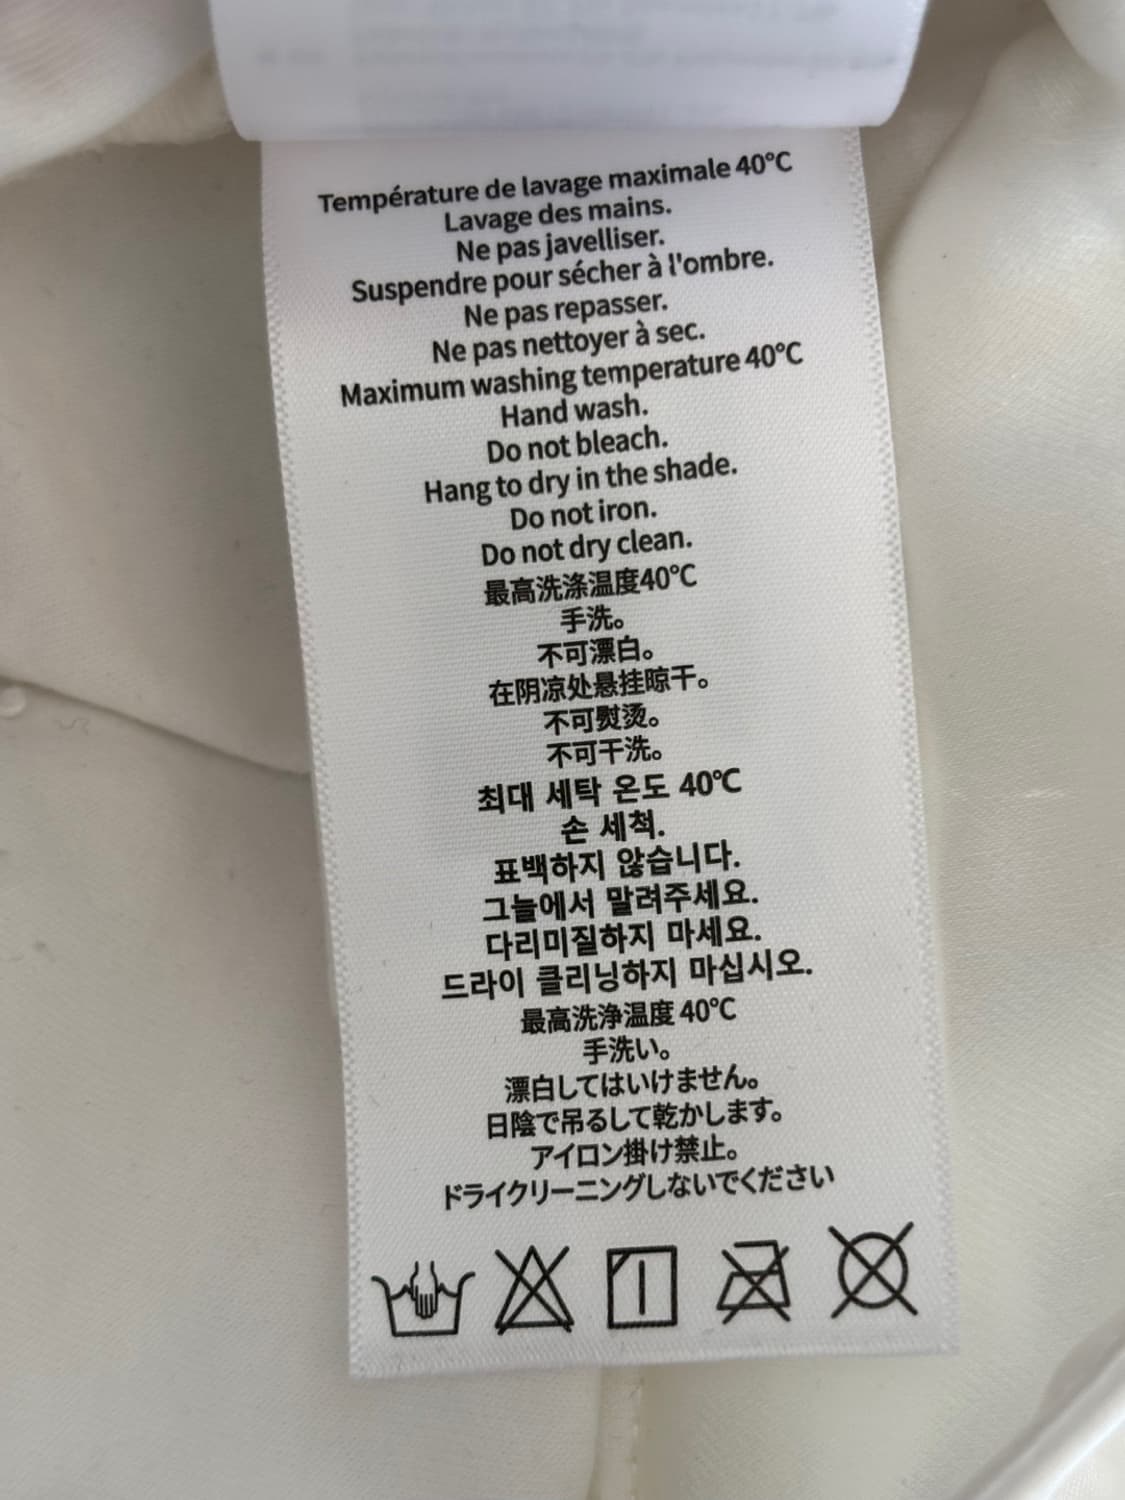 Température de lavage maximale 40°C
Lavage des mains.
Ne pas javelliser.
Suspendre pour sécher à l'ombre.
Ne pas repasser.
Ne pas nettoyer à sec.
Maximum washing temperature 40°C
Hand wash.
Do not bleach.
Hang to dry in the shade.
Do not iron.
Do not dry clean.
最高洗涤温度40°C
手洗。
不可漂白。
在阴凉处悬挂晾干。
不可熨烫。
不可干洗。
최대 세탁 온도 40℃
손 세척.
표백하지 않습니다.
그늘에서 말려주세요.
다리미질하지 마세요.
드라이 클리닝하지 마십시오.
最高洗浄温度 40°C
手洗い。
漂白してはいけません。
日陰で吊るして乾かします。
アイロン掛け禁止。
ドライクリーニングしないでください